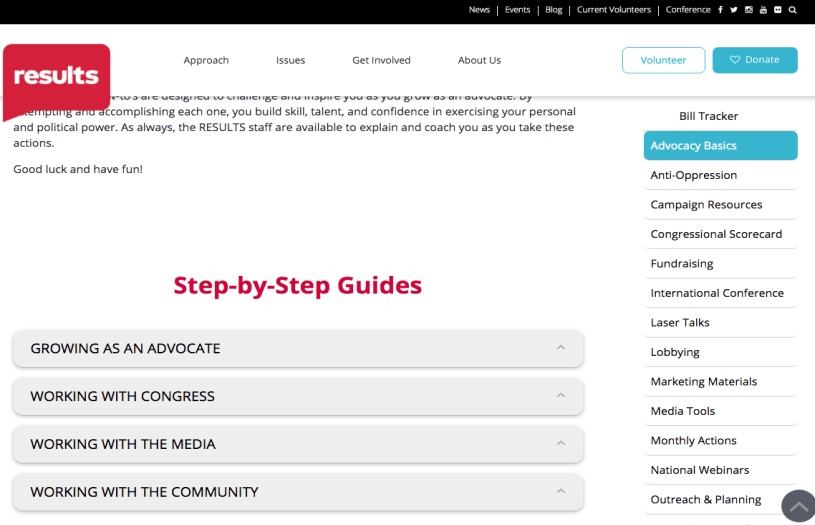 News | Events | Blog | Current Volunteers | Conference
results
Approach Issues Get Involved About Us
Volunteer Donate
are designed to challenge and inspire you as you grow as an advocate. By
attempting and accomplishing each one, you build skill, talent, and confidence in exercising your personal
and political power. As always, the RESULTS staff are available to explain and coach you as you take these
actions.
Good luck and have fun!
Step-by-Step Guides
GROWING AS AN ADVOCATE
WORKING WITH CONGRESS
WORKING WITH THE MEDIA
WORKING WITH THE COMMUNITY
Bill Tracker
Advocacy Basics
Anti-Oppression
Campaign Resources
Congressional Scorecard
Fundraising
International Conference
Laser Talks
Lobbying
Marketing Materials
Media Tools
Monthly Actions
National Webinars
Outreach & Planning